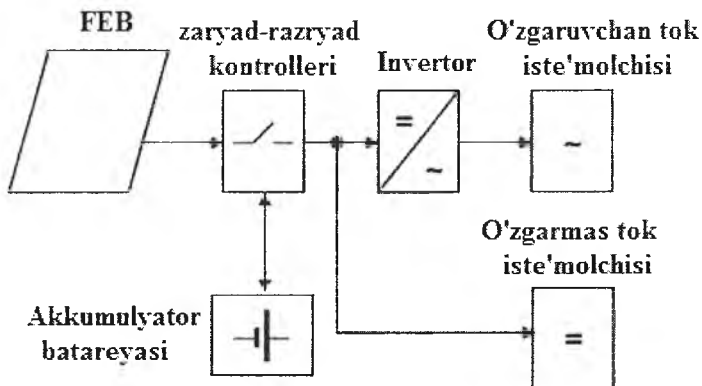 FEB
zaryad-razryad
kontrolleri
Invertor
O'zgaruvchan tok
iste'molchisi
=
~
~
O'zgarmas tok
iste'molchisi
=
Akkumulyator
batareyasi